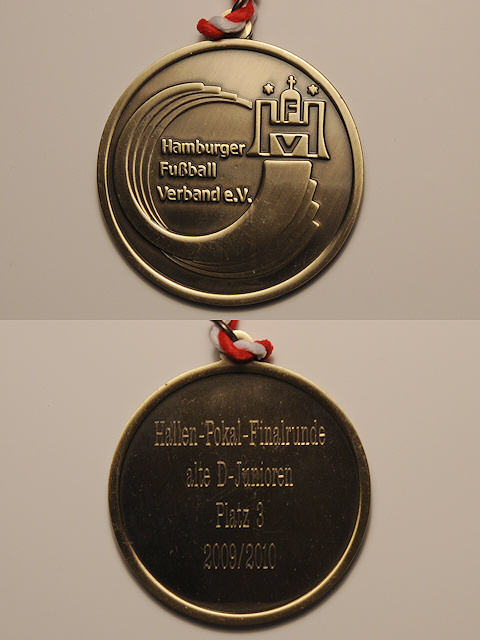 HFV
Hamburger
Fußball
Verband e.V.
Hallen-Pokal-Finalrunde
alte D-Junioren
Platz 3
2009/2010